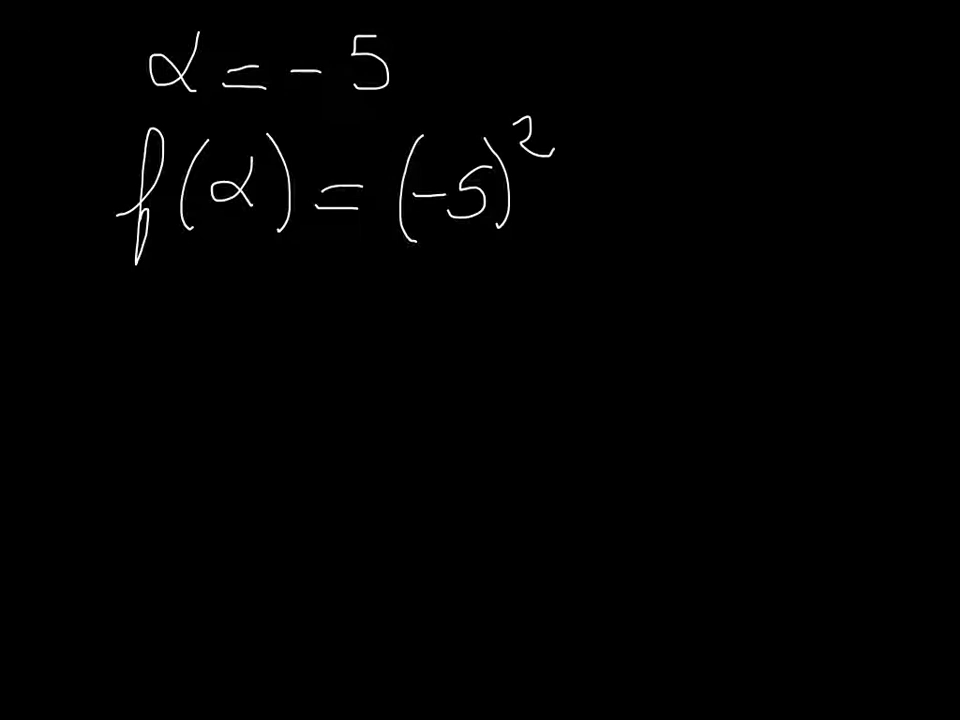 α = - 5
f(α) = (-5)²